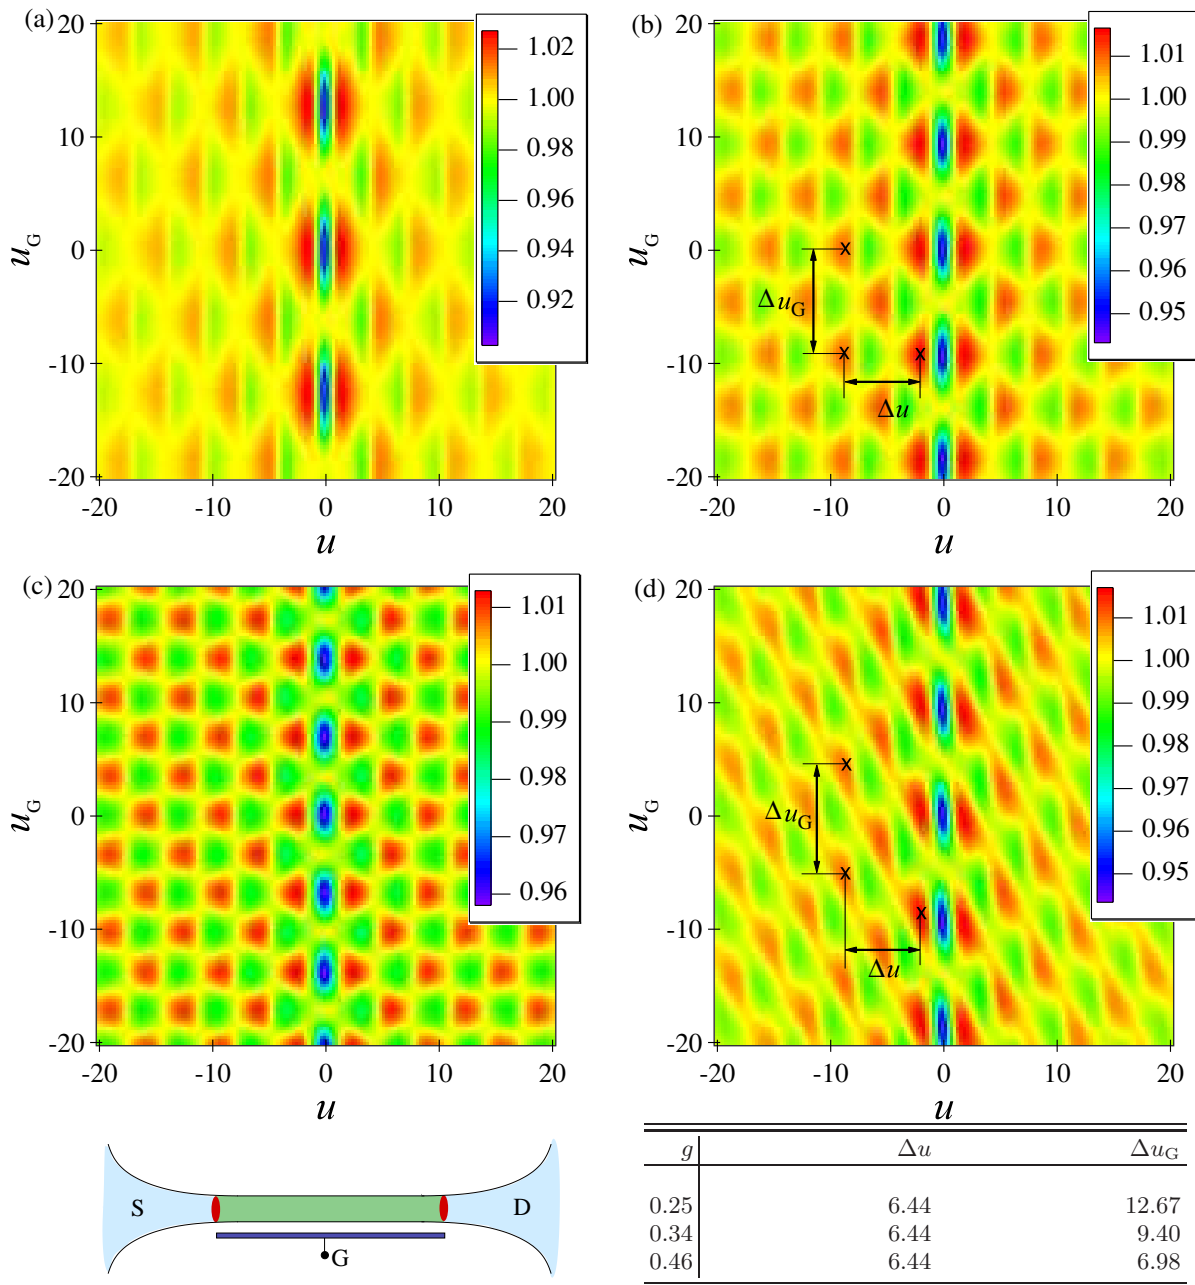 (a)
20
10
0
-10
-20
u_G
-20 -10 0 10 20
u
1.02
1.00
0.98
0.96
0.94
0.92
(b)
20
10
0
-10
-20
u_G
-20 -10 0 10 20
u
1.01
1.00
0.99
0.98
0.97
0.96
0.95
x
x x
Δu_G
Δu
(c)
20
10
0
-10
-20
u_G
-20 -10 0 10 20
u
1.01
1.00
0.99
0.98
0.97
0.96
(d)
20
10
0
-10
-20
u_G
-20 -10 0 10 20
u
1.01
1.00
0.99
0.98
0.97
0.96
0.95
x
x
x
Δu_G
Δu
S D
G
g Δu Δu_G
0.25 6.44 12.67
0.34 6.44 9.40
0.46 6.44 6.98